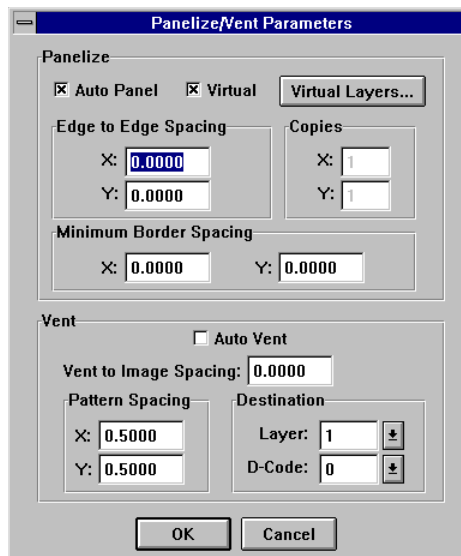 Panelize/Vent Parameters
Panelize
Auto Panel Virtual Virtual Layers...
Edge to Edge Spacing Copies
X: 0.0000 X: 1
Y: 0.0000 Y: 1
Minimum Border Spacing
X: 0.0000 Y: 0.0000
Vent
Auto Vent
Vent to Image Spacing: 0.0000
Pattern Spacing Destination
X: 0.5000 Layer: 1
Y: 0.5000 D-Code: 0
OK Cancel